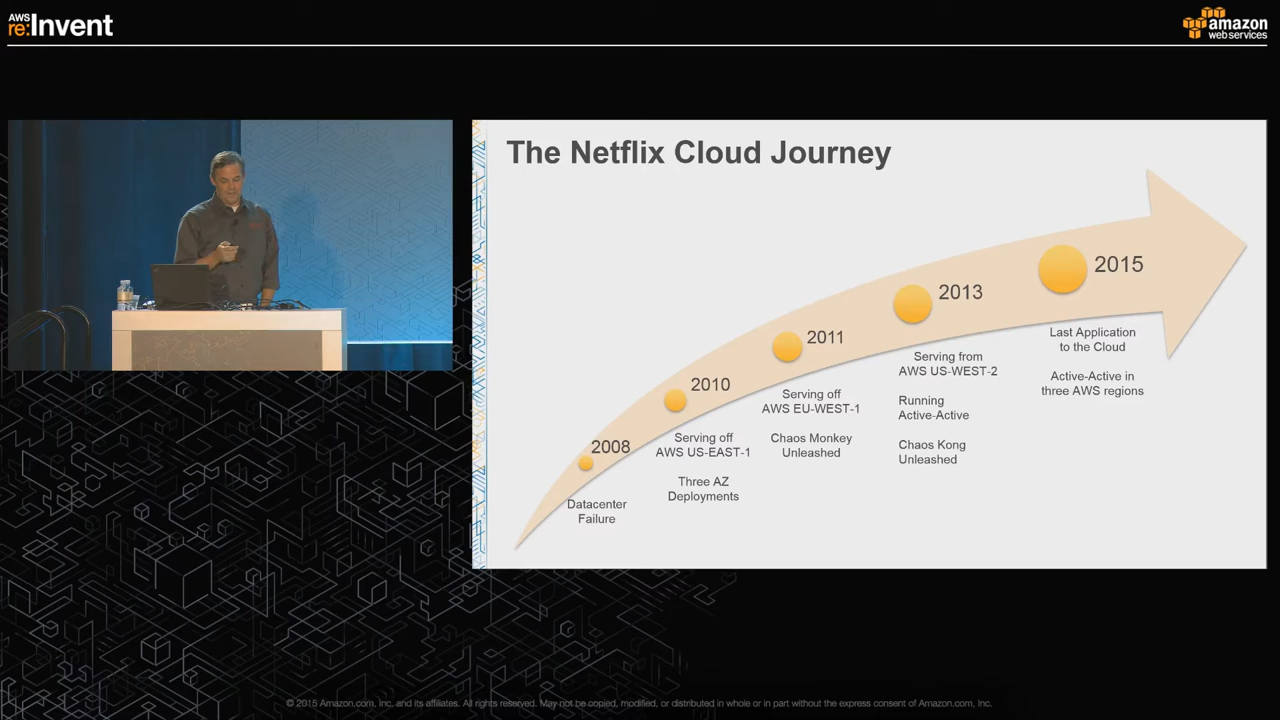 AWS
re:Invent
amazon
web services
The Netflix Cloud Journey
2008
Datacenter
Failure
2010
Serving off
AWS US-EAST-1
Three AZ
Deployments
2011
Serving off
AWS EU-WEST-1
Chaos Monkey
Unleashed
2013
Serving from
AWS US-WEST-2
Running
Active-Active
Chaos Kong
Unleashed
2015
Last Application
to the Cloud
Active-Active in
three AWS regions
© 2015 Amazon.com, Inc. and its affiliates. All rights reserved. May not be copied, modified, or distributed in whole or in part without the express consent of Amazon.com, Inc.